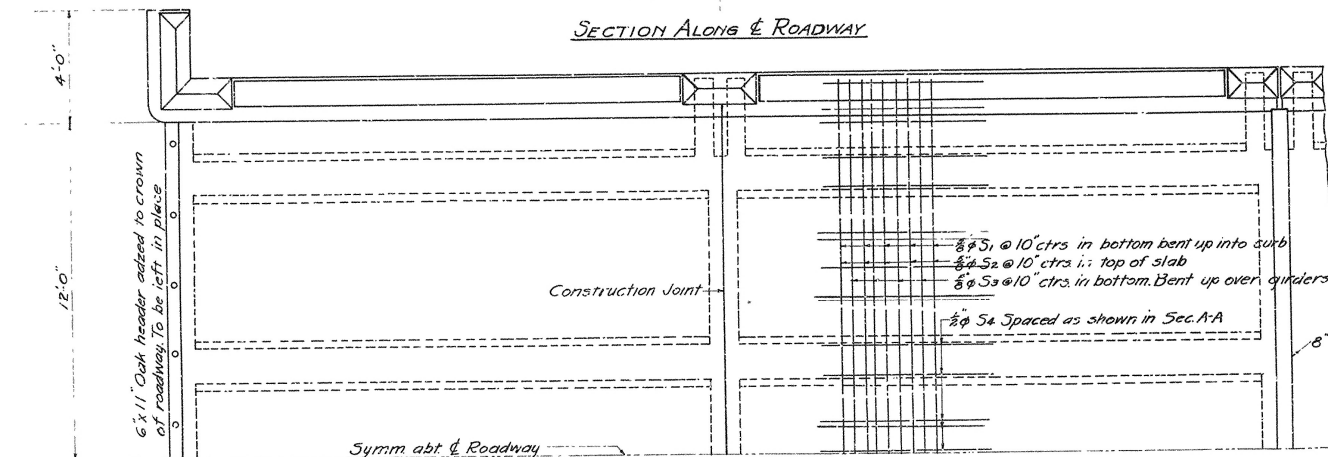 SECTION ALONG ℄ ROADWAY
4'-0"
12'-0"
6"x11" Oak header adzed to crown
of roadway. To be left in place
⅝"φ S1 @ 10" ctrs in bottom bent up into curb
⅝"φ S2 @ 10" ctrs. in top of slab
⅝"φ S3 @ 10" ctrs. in bottom. Bent up over girders
Construction Joint
½"φ S4 Spaced as shown in Sec. A-A
8"
Symm abt. ℄ Roadway